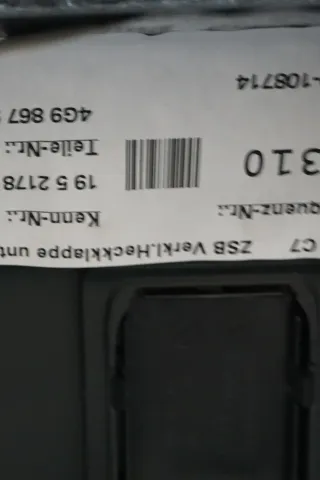 C7 ZSB Verkl.Heckklappe unt
quenz-Nr.: Kenn-Nr.:
310 19 5 2178
Teile-Nr.:
4G9 867
-108714